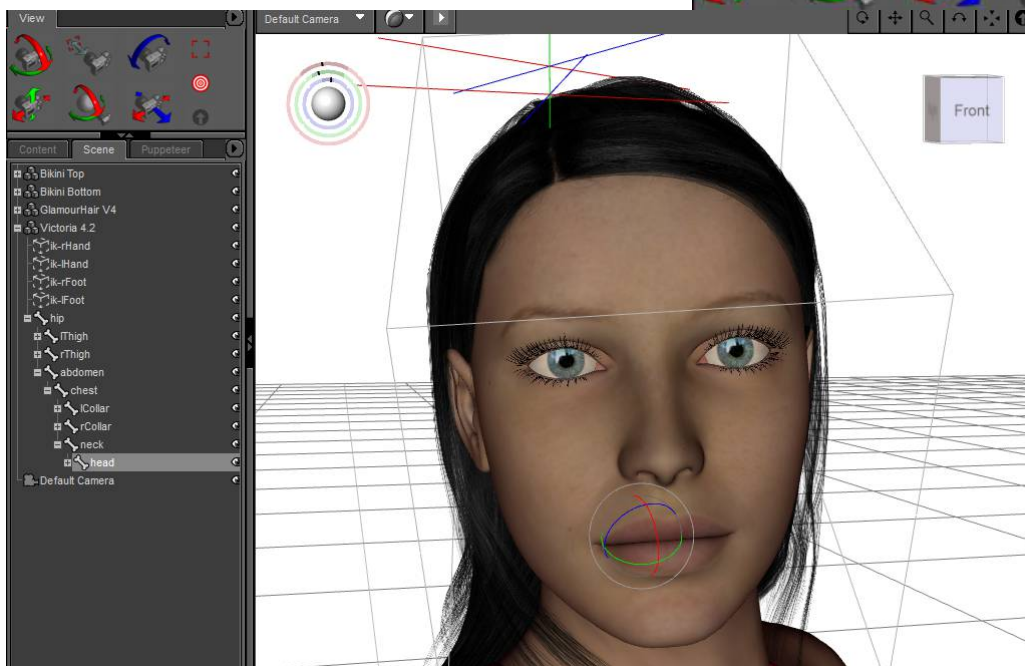 View
Default Camera
Front
Content Scene Puppeteer
Bikini Top
Bikini Bottom
GlamourHair V4
Victoria 4.2
ik-rHand
ik-lHand
ik-rFoot
ik-lFoot
hip
lThigh
rThigh
abdomen
chest
lCollar
rCollar
neck
head
Default Camera